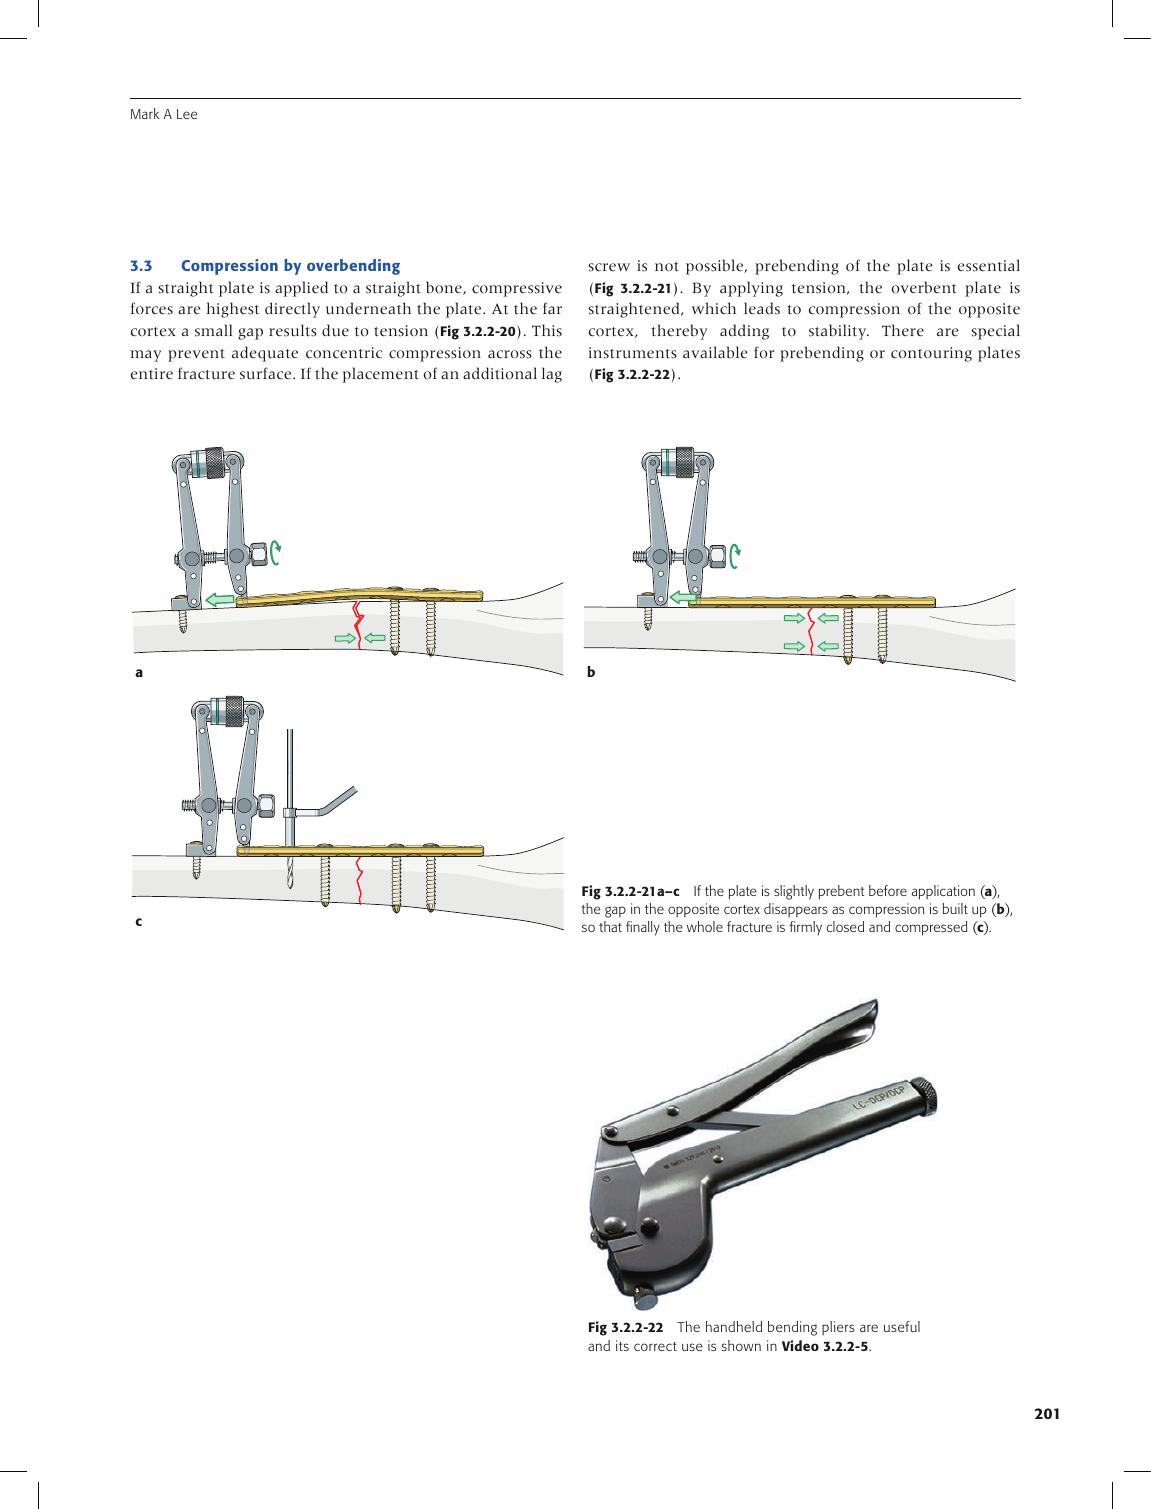 Mark A Lee
3.3 Compression by overbending
If a straight plate is applied to a straight bone, compressive
forces are highest directly underneath the plate. At the far
cortex a small gap results due to tension (Fig 3.2.2-20). This
may prevent adequate concentric compression across the
entire fracture surface. If the placement of an additional lag
screw is not possible, prebending of the plate is essential
(Fig 3.2.2-21). By applying tension, the overbent plate is
straightened, which leads to compression of the opposite
cortex, thereby adding to stability. There are special
instruments available for prebending or contouring plates
(Fig 3.2.2-22).
a
b
c
Fig 3.2.2-21a–c If the plate is slightly prebent before application (a),
the gap in the opposite cortex disappears as compression is built up (b),
so that finally the whole fracture is firmly closed and compressed (c).
LC-DCP/DCP
Fig 3.2.2-22 The handheld bending pliers are useful
and its correct use is shown in Video 3.2.2-5.
201